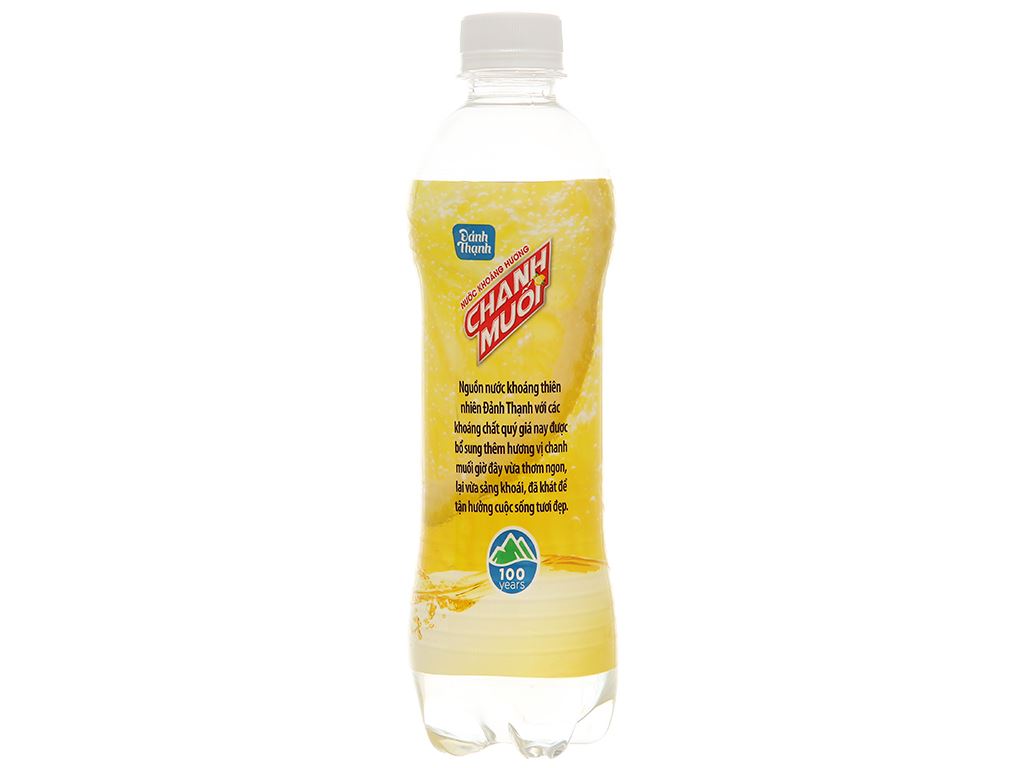 Đảnh
Thạnh
NƯỚC KHOÁNG HƯƠNG
CHANH
MUỐI
Nguồn nước khoáng thiên
nhiên Đảnh Thạnh với các
khoáng chất quý giá nay được
bổ sung thêm hương vị chanh
muối giờ đây vừa thơm ngon,
lại vừa sảng khoái, đã khát để
tận hưởng cuộc sống tươi đẹp.
100
years